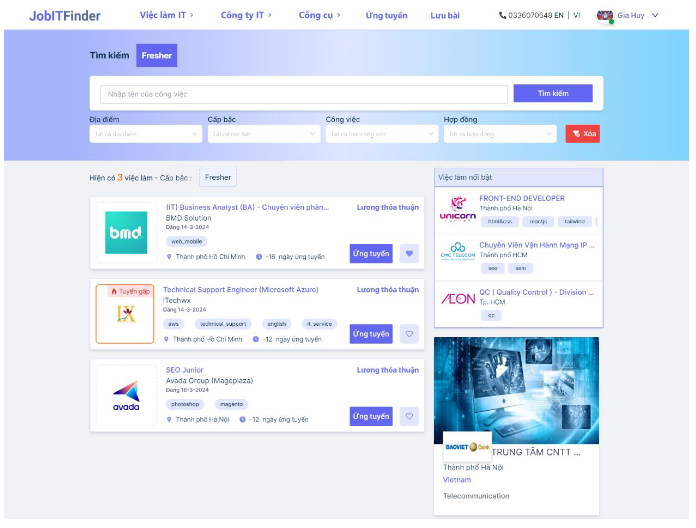 JobITFinder
Việc làm IT >
Công ty IT >
Công cụ >
Ứng tuyển
Lưu bài
0336070648 EN | VI
Gia Huy
Tìm kiếm Fresher
Nhập tên của công việc
Tìm kiếm
Địa điểm
Cấp bậc
Công việc
Hợp đồng
Tất cả địa điểm
Tất cả cấp bậc
Tất cả loại công việc
Tất cả hợp đồng
Xóa
Hiện có 3 việc làm - Cấp bậc : Fresher
bmd
(IT) Business Analyst (BA) - Chuyên viên phân...
Lương thỏa thuận
BMD Solution
Đăng 14-3-2024
web_mobile
Thành phố Hồ Chí Minh
-16 ngày ứng tuyển
Ứng tuyển
Tuyển gấp
IX
Technical Support Engineer (Microsoft Azure)
Lương thỏa thuận
iTechwx
Đăng 14-3-2024
aws
technical_support
english
it_service
Thành phố Hồ Chí Minh
-12 ngày ứng tuyển
Ứng tuyển
avada
SEO Junior
Lương thỏa thuận
Avada Group (Mageplaza)
Đăng 18-3-2024
photoshop
magento
Thành phố Hà Nội
-12 ngày ứng tuyển
Ứng tuyển
Việc làm nổi bật
unicorn
FRONT-END DEVELOPER
Thành phố Hà Nội
html&css
reactjs
tailwind
CMC TELECOM
Chuyên Viên Vận Hành Mạng IP ...
Thành phố HCM
seo
sem
ÆON
QC ( Quality Control ) - Division ...
Tp. HCM
qc
BAOVIET Bank
TRUNG TÂM CNTT ...
Thành phố Hà Nội
Vietnam
Telecommunication